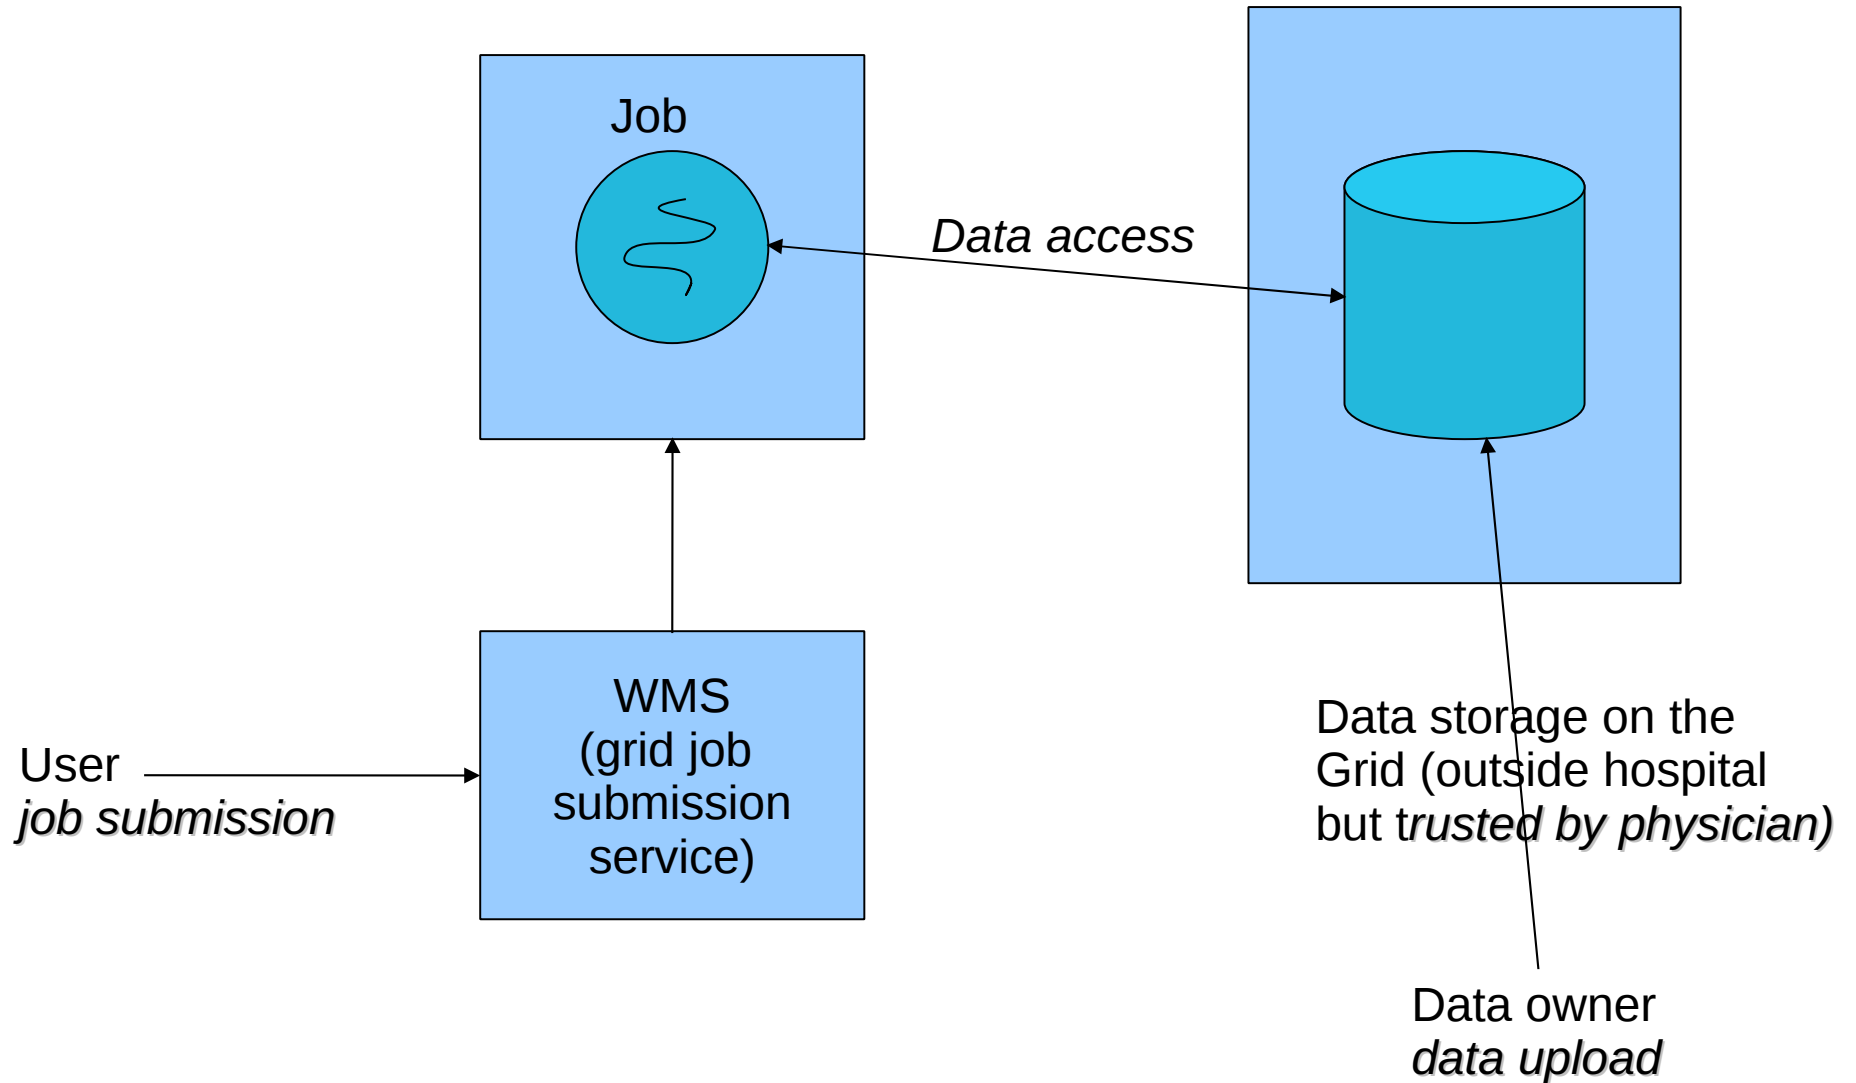 Job
Data access
WMS
(grid job
submission
service)
User
job submission
Data storage on the
Grid (outside hospital
but trusted by physician)
Data owner
data upload